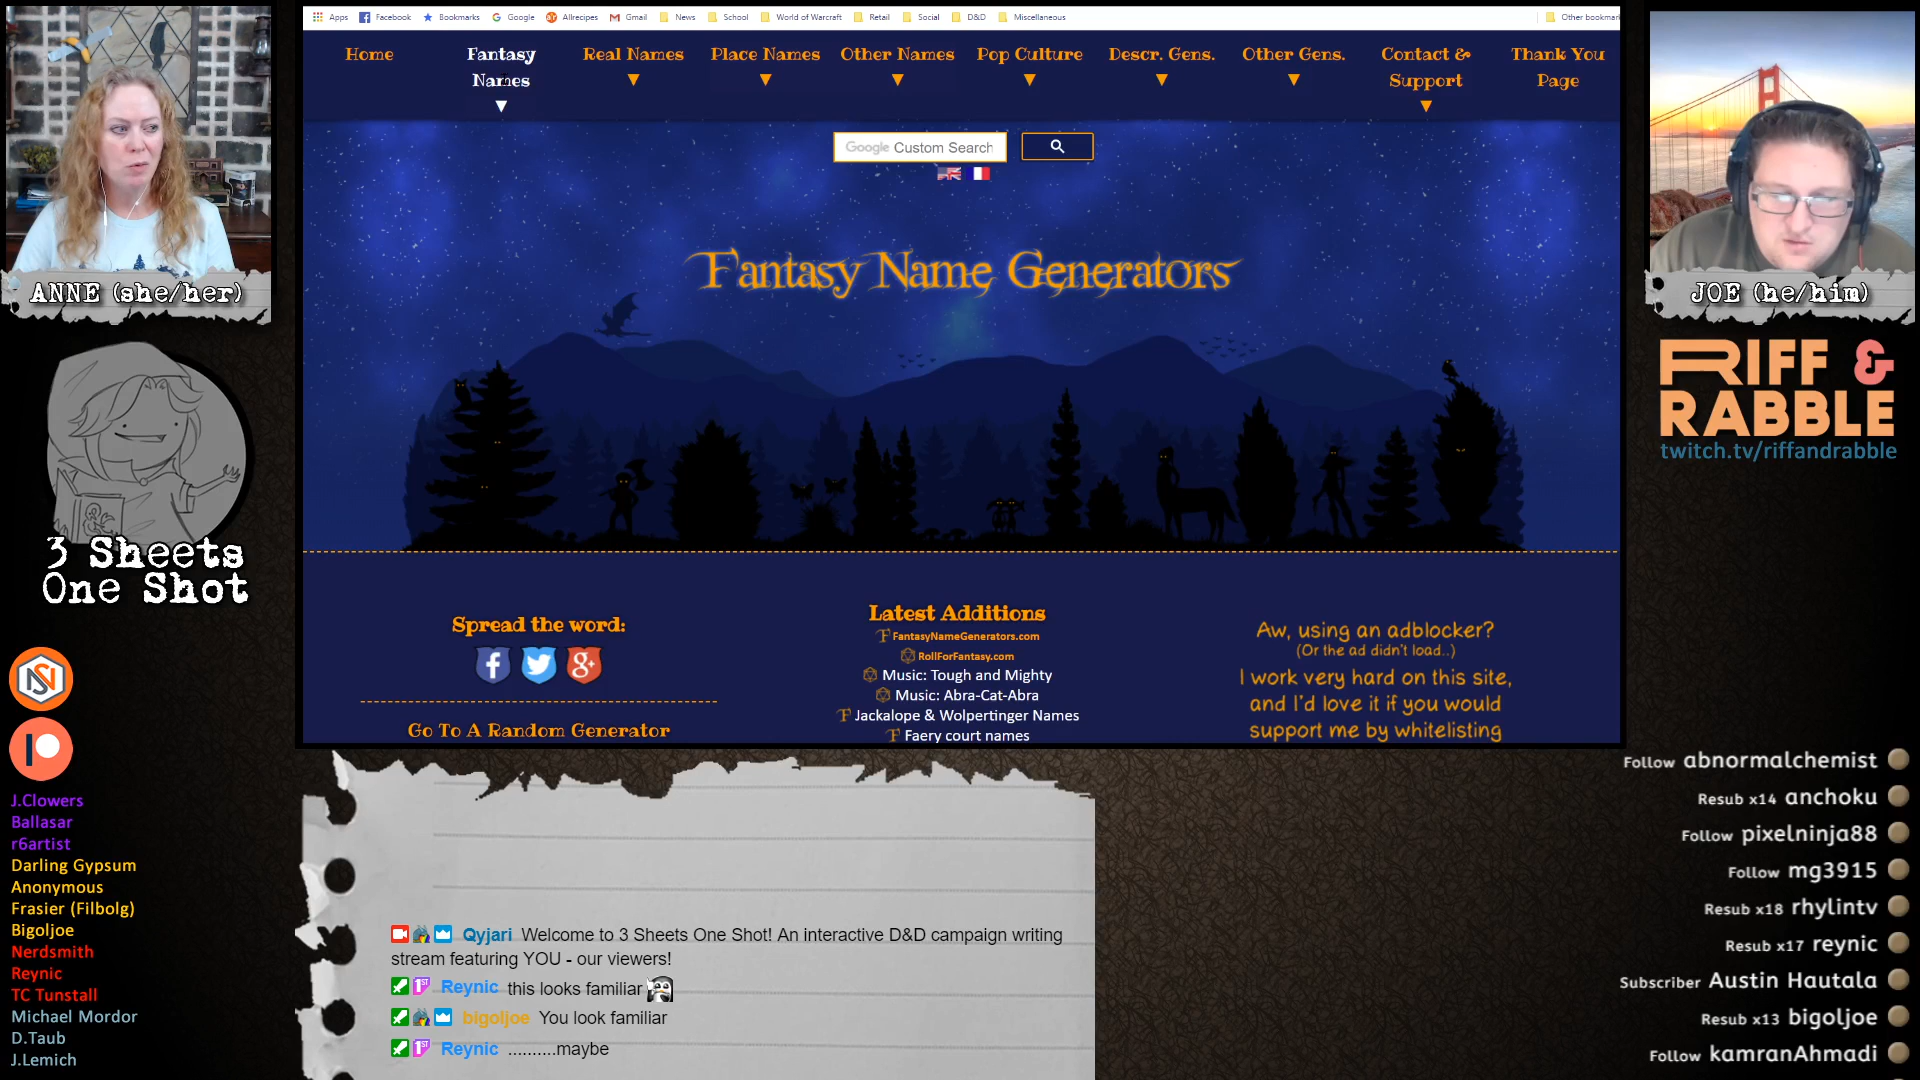 Apps Facebook Bookmarks Google Allrecipes Gmail News School World of Warcraft Retail Social D&D Miscellaneous Other bookmar
Home Fantasy Names Real Names Place Names Other Names Pop Culture Descr. Gens. Other Gens. Contact & Support Thank You Page
Google Custom Search
Fantasy Name Generators
ANNE (she/her)
JOE (he/him)
RIFF &
RABBLE
twitch.tv/riffandrabble
3 Sheets
One Shot
Spread the word:
Go To A Random Generator
Latest Additions
FantasyNameGenerators.com
RollForFantasy.com
Music: Tough and Mighty
Music: Abra-Cat-Abra
Jackalope & Wolpertinger Names
Faery court names
Aw, using an adblocker?
(Or the ad didn't load..)
I work very hard on this site,
and I'd love it if you would
support me by whitelisting
J.Clowers
Ballasar
r6artist
Darling Gypsum
Anonymous
Frasier (Filbolg)
Bigoljoe
Nerdsmith
Reynic
TC Tunstall
Michael Mordor
D.Taub
J.Lemich
Qyjari Welcome to 3 Sheets One Shot! An interactive D&D campaign writing
stream featuring YOU - our viewers!
1ST Reynic this looks familiar
bigoljoe You look familiar
1ST Reynic ..........maybe
Follow abnormalchemist
Resub x14 anchoku
Follow pixelninja88
Follow mg3915
Resub x18 rhylintv
Resub x17 reynic
Subscriber Austin Hautala
Resub x13 bigoljoe
Follow kamranAhmadi